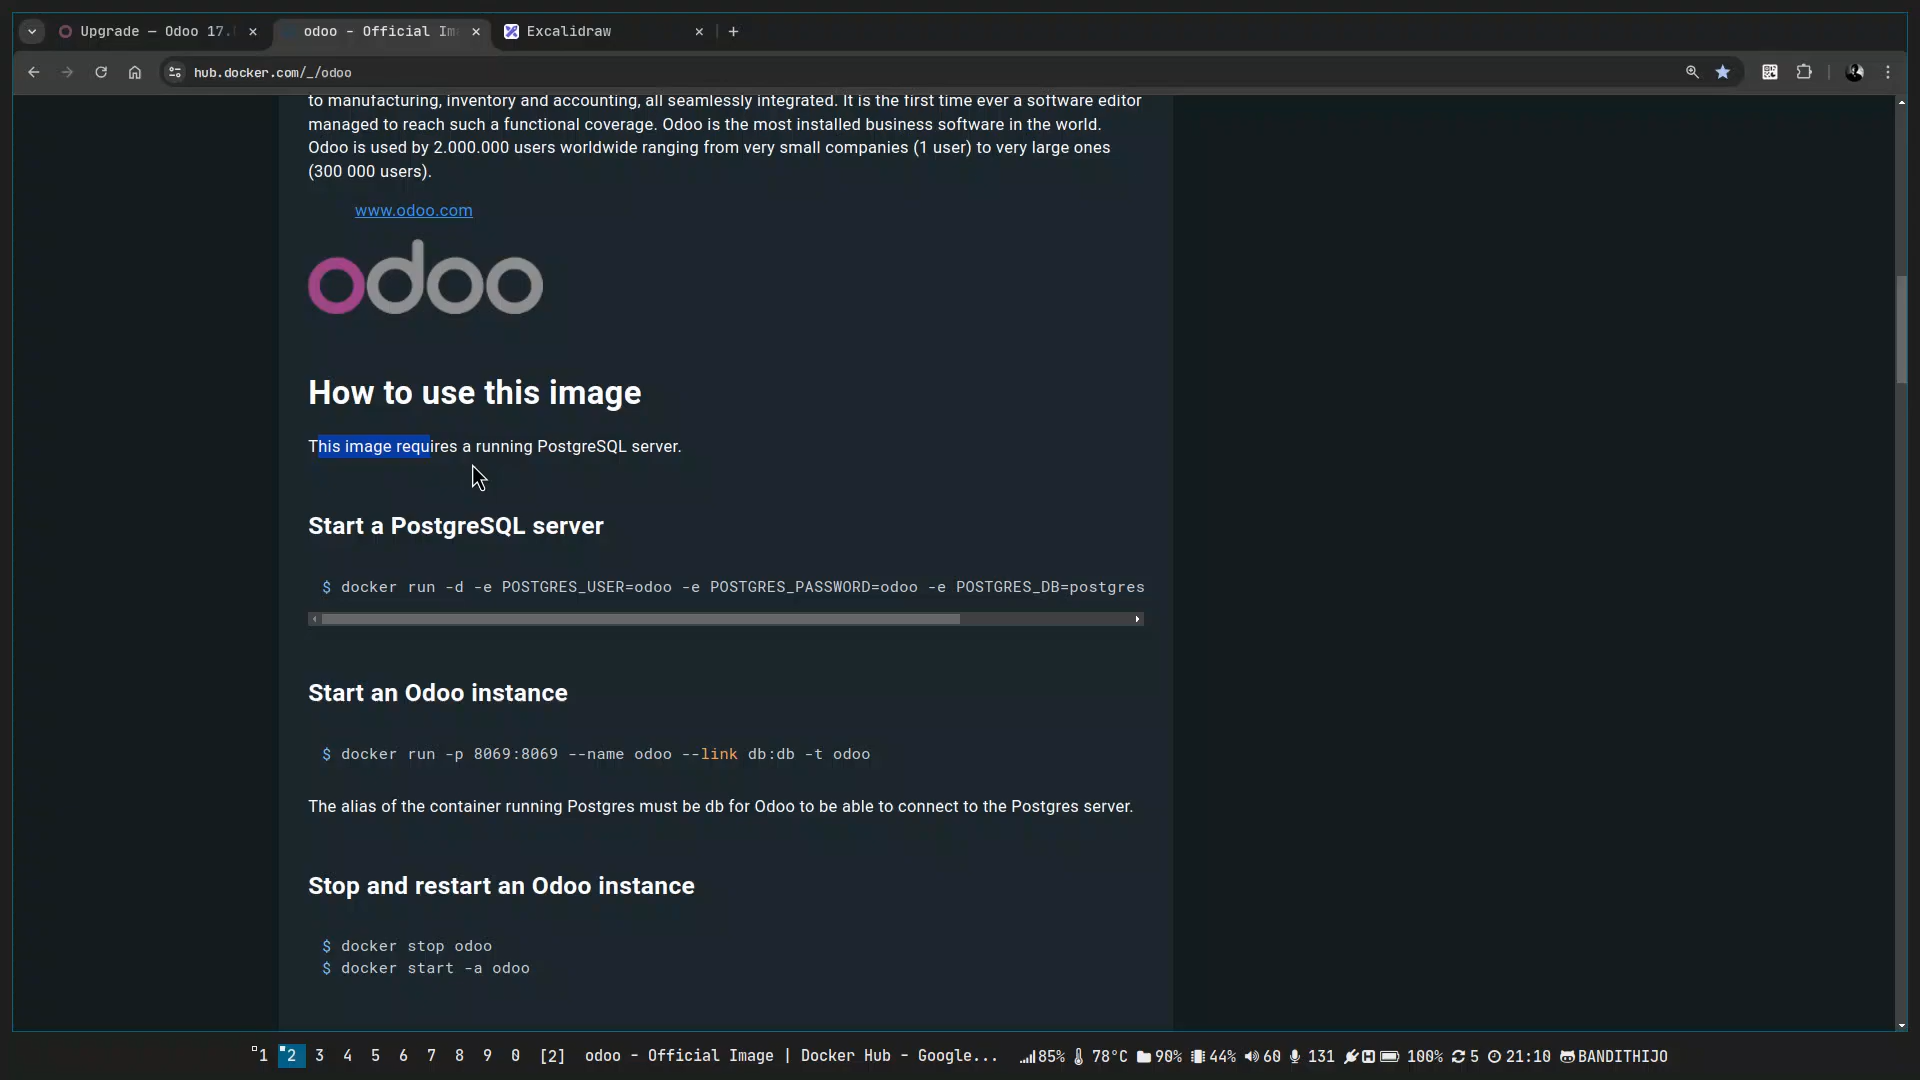 Upgrade — Odoo 17.
odoo - Official Im
Excalidraw
hub.docker.com/_/odoo
to manufacturing, inventory and accounting, all seamlessly integrated. It is the first time ever a software editor
managed to reach such a functional coverage. Odoo is the most installed business software in the world.
Odoo is used by 2.000.000 users worldwide ranging from very small companies (1 user) to very large ones
(300 000 users).
www.odoo.com
odoo
How to use this image
This image requires a running PostgreSQL server.
Start a PostgreSQL server
$ docker run -d -e POSTGRES_USER=odoo -e POSTGRES_PASSWORD=odoo -e POSTGRES_DB=postgres
Start an Odoo instance
$ docker run -p 8069:8069 --name odoo --link db:db -t odoo
The alias of the container running Postgres must be db for Odoo to be able to connect to the Postgres server.
Stop and restart an Odoo instance
$ docker stop odoo
$ docker start -a odoo
1 2 3 4 5 6 7 8 9 0 [2] odoo - Official Image | Docker Hub - Google... 85% 78°C 90% 44% 60 131 H 100% 5 21:10 BANDITHIJO